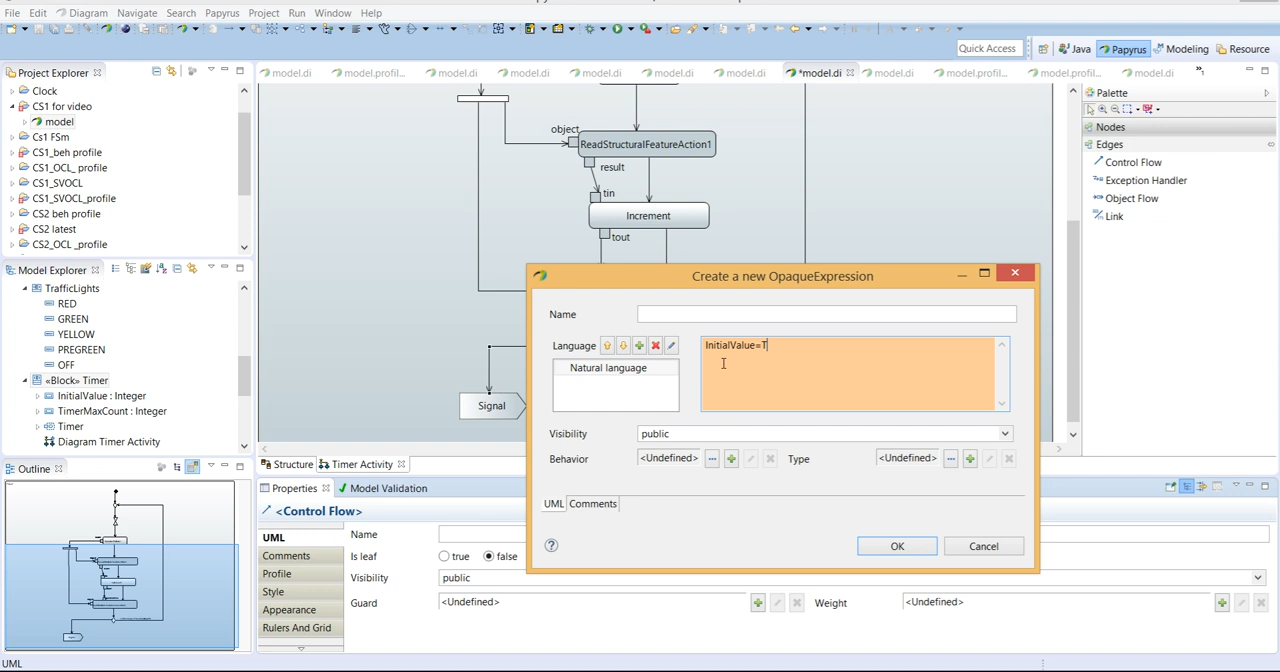 File Edit Diagram Navigate Search Papyrus Project Run Window Help
Quick Access Java Papyrus Modeling Resource
Project Explorer
Clock
CS1 for video
model
Cs1 FSm
CS1_beh profile
CS1_OCL_ profile
CS1_SVOCL
CS1_SVOCL_profile
CS2 beh profile
CS2 latest
CS2_OCL _profile
Model Explorer
TrafficLights
RED
GREEN
YELLOW
PREGREEN
OFF
«Block» Timer
InitialValue : Integer
TimerMaxCount : Integer
Timer
Diagram Timer Activity
Outline
model.di model.profil... model.di model.di model.di model.di model.di *model.di model.di model.profil... model.profil... model.di »1
object
ReadStructuralFeatureAction1
result
tin
Increment
tout
Signal
Structure Timer Activity
Palette
Nodes
Edges
Control Flow
Exception Handler
Object Flow
Link
Create a new OpaqueExpression
Name
Language
Natural language
InitialValue=T
Visibility public
Behavior <Undefined> Type <Undefined>
UML Comments
OK Cancel
Properties Model Validation
<Control Flow>
UML
Comments
Profile
Style
Appearance
Rulers And Grid
Name
Is leaf true false
Visibility public
Guard <Undefined> Weight <Undefined>
UML